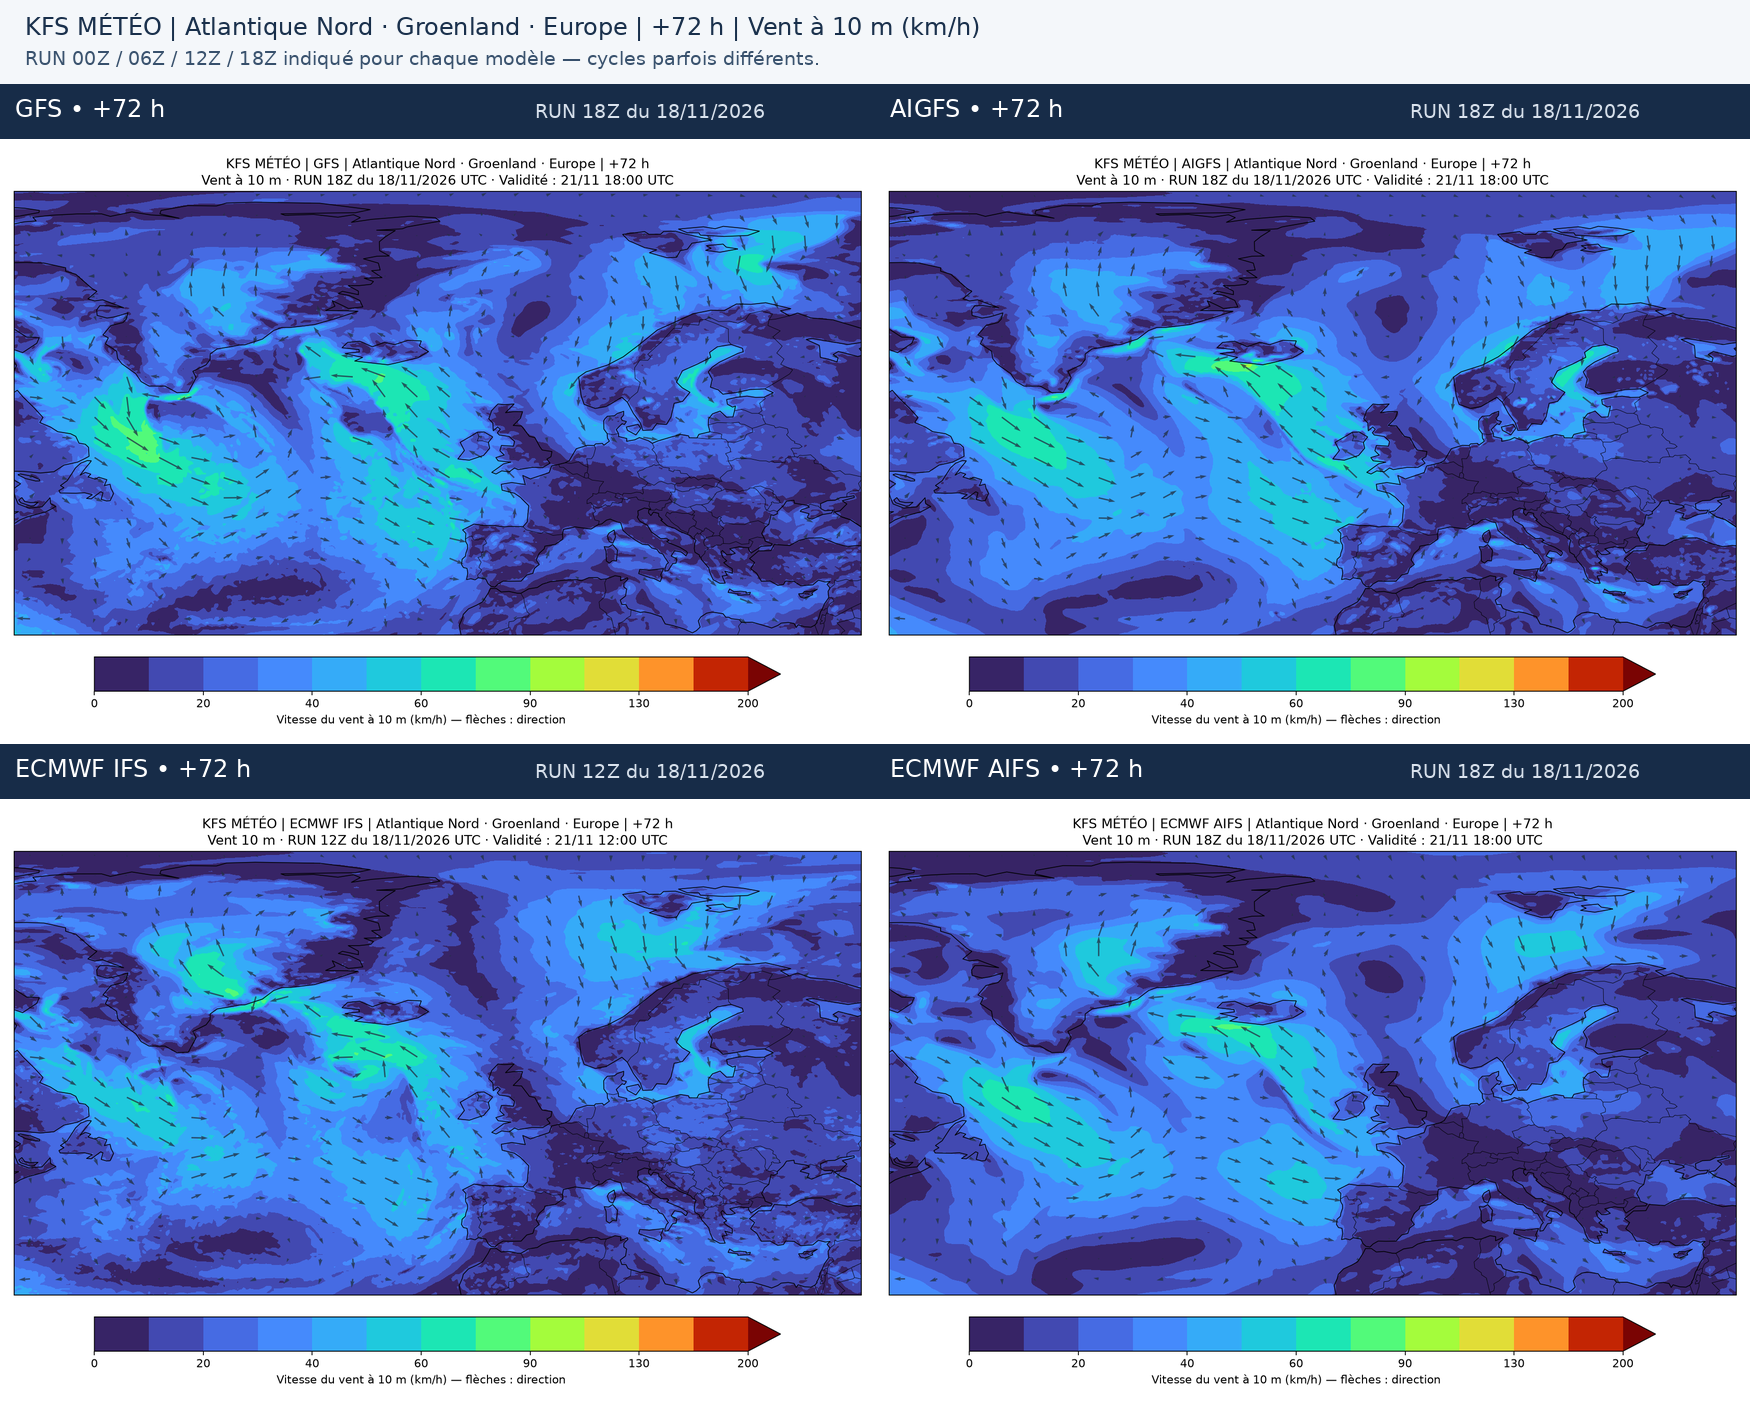 KFS MÉTÉO | Atlantique Nord · Groenland · Europe | +72 h | Vent à 10 m (km/h)
RUN 00Z / 06Z / 12Z / 18Z indiqué pour chaque modèle — cycles parfois différents.
GFS • +72 h
RUN 18Z du 18/11/2026
KFS MÉTÉO | GFS | Atlantique Nord · Groenland · Europe | +72 h
Vent à 10 m · RUN 18Z du 18/11/2026 UTC · Validité : 21/11 18:00 UTC
0 20 40 60 90 130 200
Vitesse du vent à 10 m (km/h) — flèches : direction
AIGFS • +72 h
RUN 18Z du 18/11/2026
KFS MÉTÉO | AIGFS | Atlantique Nord · Groenland · Europe | +72 h
Vent à 10 m · RUN 18Z du 18/11/2026 UTC · Validité : 21/11 18:00 UTC
0 20 40 60 90 130 200
Vitesse du vent à 10 m (km/h) — flèches : direction
ECMWF IFS • +72 h
RUN 12Z du 18/11/2026
KFS MÉTÉO | ECMWF IFS | Atlantique Nord · Groenland · Europe | +72 h
Vent 10 m · RUN 12Z du 18/11/2026 UTC · Validité : 21/11 12:00 UTC
0 20 40 60 90 130 200
Vitesse du vent à 10 m (km/h) — flèches : direction
ECMWF AIFS • +72 h
RUN 18Z du 18/11/2026
KFS MÉTÉO | ECMWF AIFS | Atlantique Nord · Groenland · Europe | +72 h
Vent 10 m · RUN 18Z du 18/11/2026 UTC · Validité : 21/11 18:00 UTC
0 20 40 60 90 130 200
Vitesse du vent à 10 m (km/h) — flèches : direction